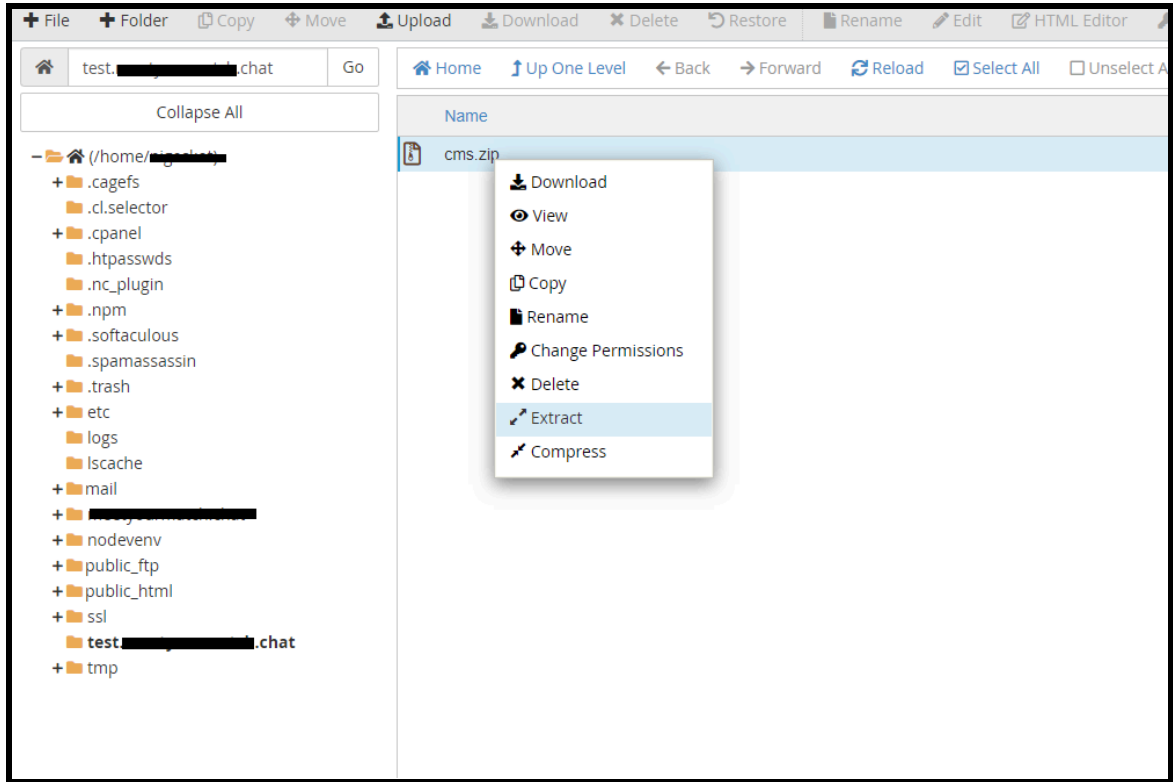 File Folder Copy Move Upload Download Delete Restore Rename Edit HTML Editor
test. .chat Go
Home Up One Level Back Forward Reload Select All Unselect A
Collapse All
Name
(/home/
cms.zip
.cagefs
.cl.selector
.cpanel
.htpasswds
.nc_plugin
.npm
.softaculous
.spamassassin
.trash
etc
logs
lscache
mail
nodevenv
public_ftp
public_html
ssl
test. .chat
tmp
Download
View
Move
Copy
Rename
Change Permissions
Delete
Extract
Compress